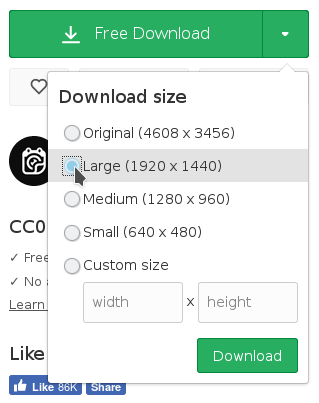 Free Download
Download size
Original (4608 x 3456)
Large (1920 x 1440)
Medium (1280 x 960)
Small (640 x 480)
Custom size
width x height
Download
CC0
✓ Free
✓ No a
Learn
Like
Like 86K Share